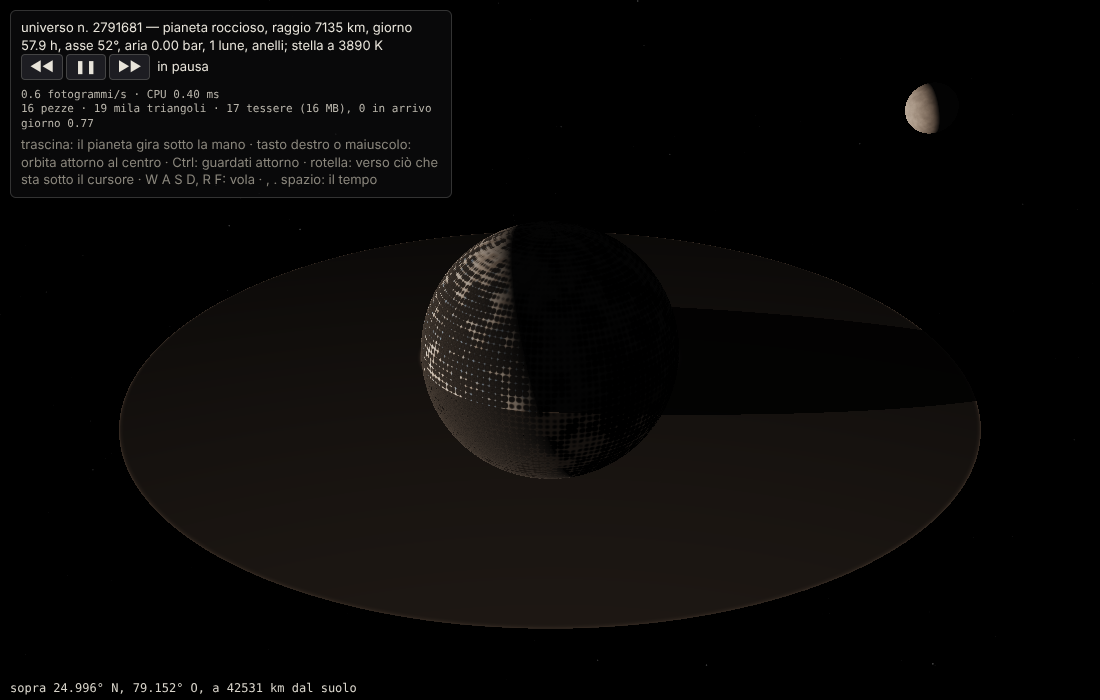 universo n. 2791681 — pianeta roccioso, raggio 7135 km, giorno
57.9 h, asse 52°, aria 0.00 bar, 1 lune, anelli; stella a 3890 K
in pausa
0.6 fotogrammi/s · CPU 0.40 ms
16 pezze · 19 mila triangoli · 17 tessere (16 MB), 0 in arrivo
giorno 0.77
trascina: il pianeta gira sotto la mano · tasto destro o maiuscolo:
orbita attorno al centro · Ctrl: guardati attorno · rotella: verso ciò che
sta sotto il cursore · W A S D, R F: vola · , . spazio: il tempo
sopra 24.996° N, 79.152° O, a 42531 km dal suolo